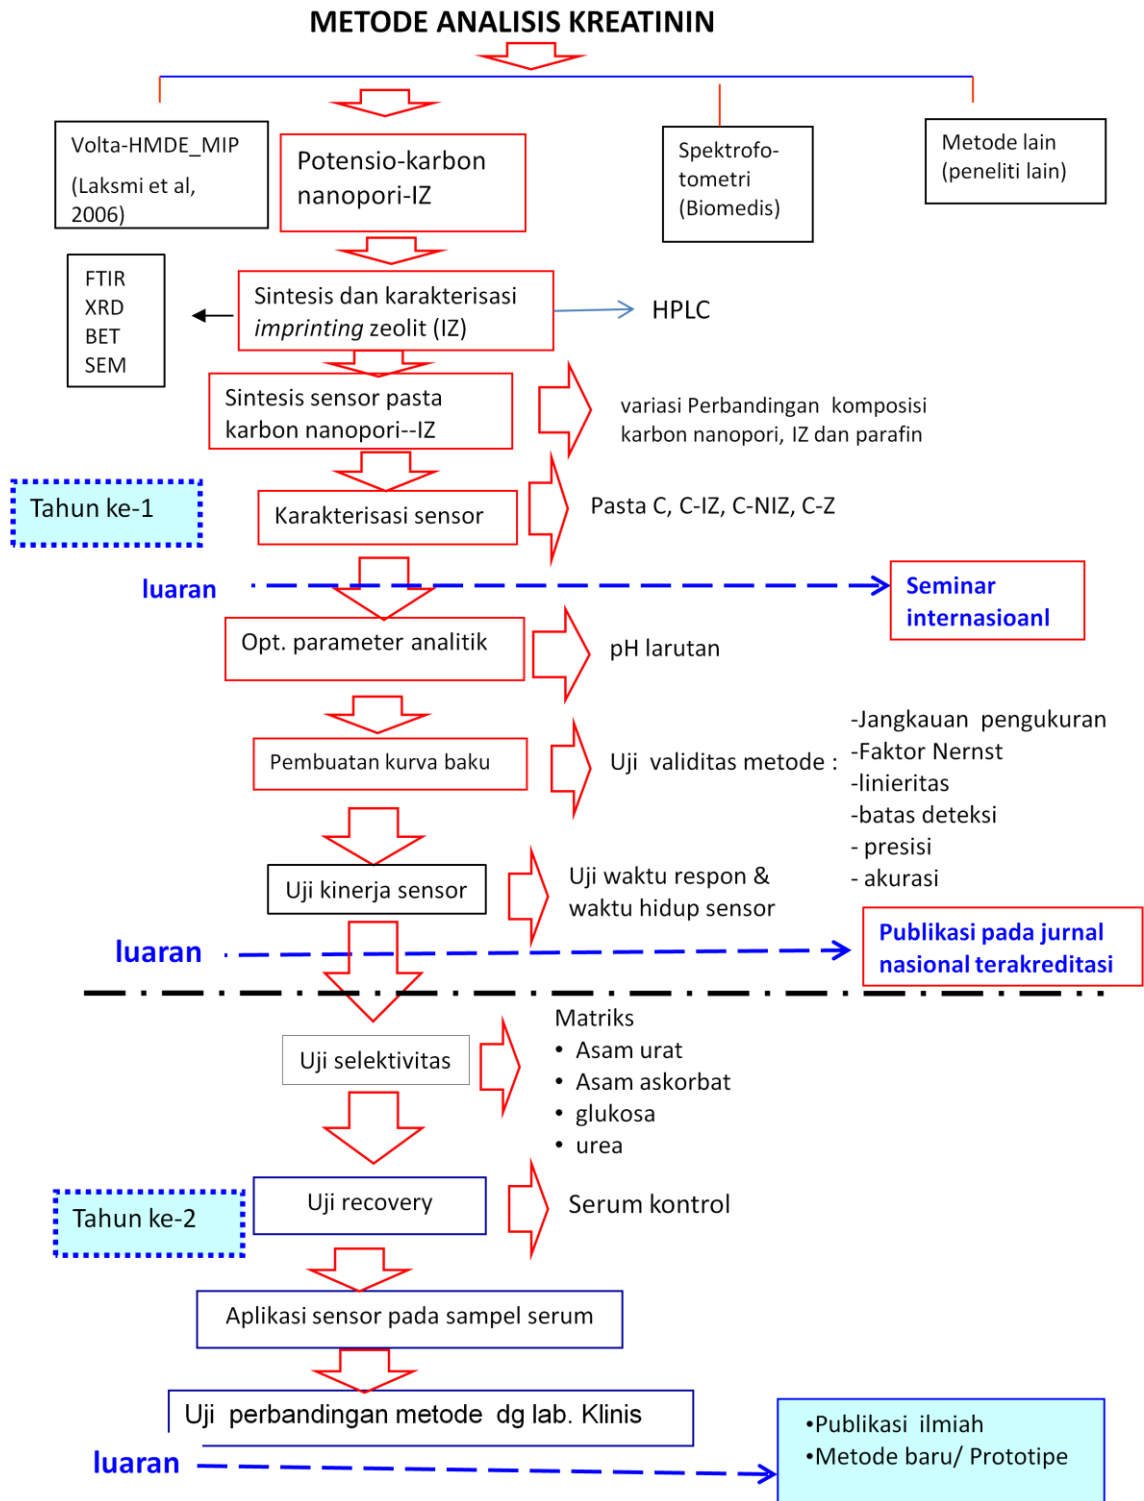 METODE ANALISIS KREATININ
Volta-HMDE_MIP
(Laksmi et al,
2006)
Potensio-karbon
nanopori-IZ
Spektrofo-
tometri
(Biomedis)
Metode lain
(peneliti lain)
FTIR
XRD
BET
SEM
Sintesis dan karakterisasi
imprinting zeolit (IZ)
HPLC
Sintesis sensor pasta
karbon nanopori--IZ
variasi Perbandingan komposisi
karbon nanopori, IZ dan parafin
Tahun ke-1
Karakterisasi sensor
Pasta C, C-IZ, C-NIZ, C-Z
luaran
Seminar
internasioanl
Opt. parameter analitik
pH larutan
Pembuatan kurva baku
Uji validitas metode :
-Jangkauan pengukuran
-Faktor Nernst
-linieritas
-batas deteksi
- presisi
- akurasi
Uji kinerja sensor
Uji waktu respon &
waktu hidup sensor
luaran
Publikasi pada jurnal
nasional terakreditasi
Uji selektivitas
Matriks
• Asam urat
• Asam askorbat
• glukosa
• urea
Tahun ke-2
Uji recovery
Serum kontrol
Aplikasi sensor pada sampel serum
Uji perbandingan metode dg lab. Klinis
luaran
•Publikasi ilmiah
•Metode baru/ Prototipe